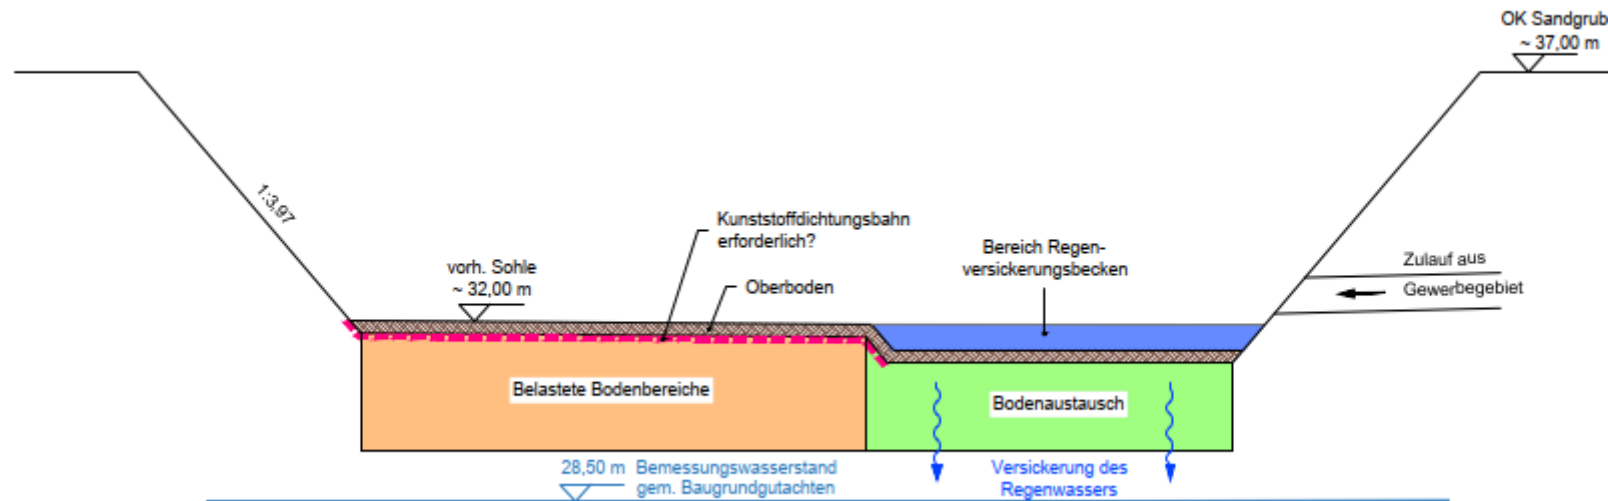 OK Sandgrub
~ 37,00 m
1:3,97
Kunststoffdichtungsbahn
erforderlich?
Bereich Regen-
versickerungsbecken
Zulauf aus
Gewerbegebiet
vorh. Sohle
~ 32,00 m
Oberboden
Belastete Bodenbereiche
Bodenaustausch
28,50 m Bemessungswasserstand
gem. Baugrundgutachten
Versickerung des
Regenwassers